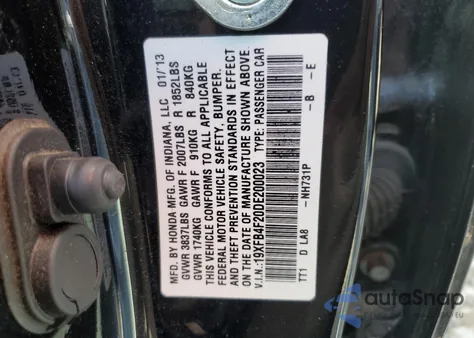 MFD. BY HONDA MFG. OF INDIANA, LLC 01/'13
GVWR 3837LBS GAWR F 2007LBS R 1852LBS
GVWR 1740KG GAWR F 910KG R 840KG
THIS VEHICLE CONFORMS TO ALL APPLICABLE
FEDERAL MOTOR VEHICLE SAFETY, BUMPER,
AND THEFT PREVENTION STANDARDS IN EFFECT
ON THE DATE OF MANUFACTURE SHOWN ABOVE.
V.I.N.: 19XFB4F20DE200023 TYPE: PASSENGER CAR
TT1 D LA8 -NH731P -B -E
autoSnap